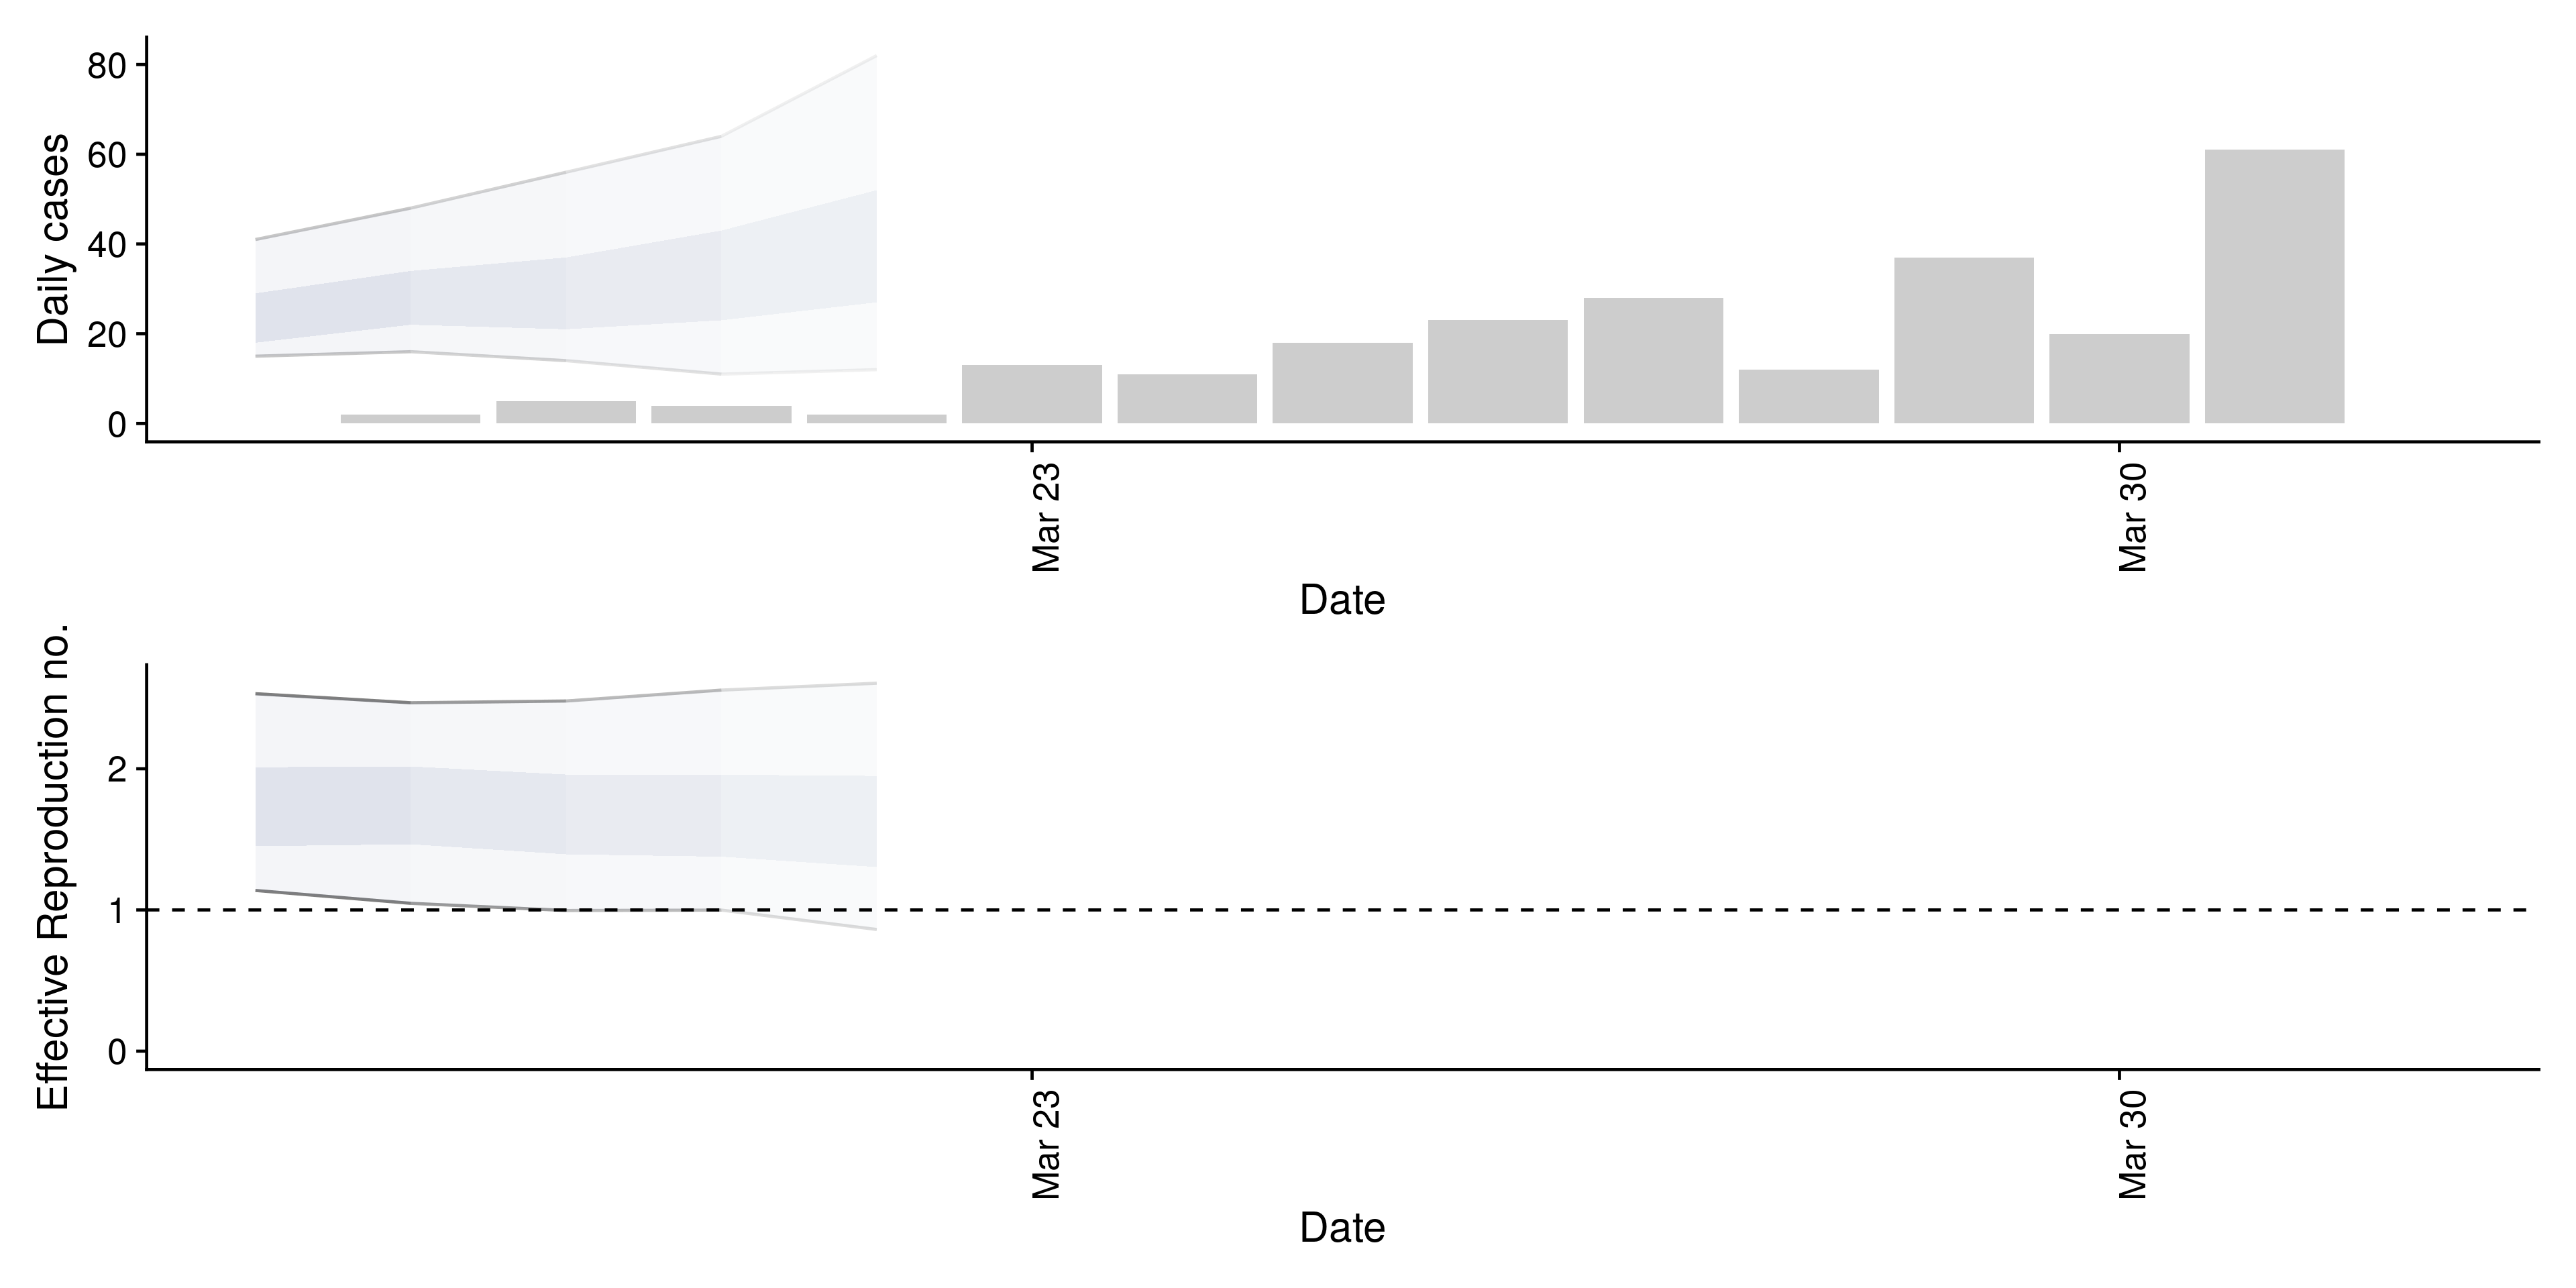 Daily cases
80
60
40
20
0
Mar 23
Mar 30
Date
Effective Reproduction no.
2
1
0
Mar 23
Mar 30
Date